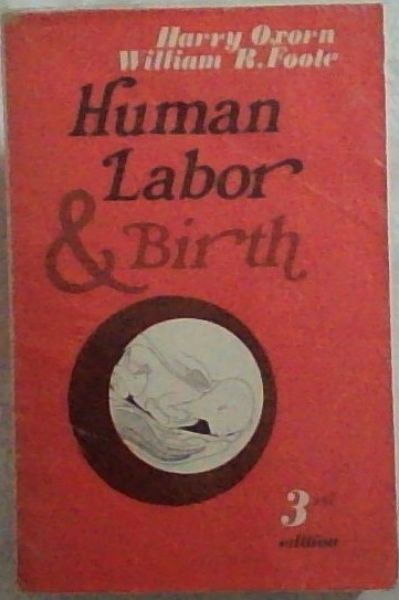 Harry Oxorn
William R. Foote
Human
Labor
& Birth
3rd
edition